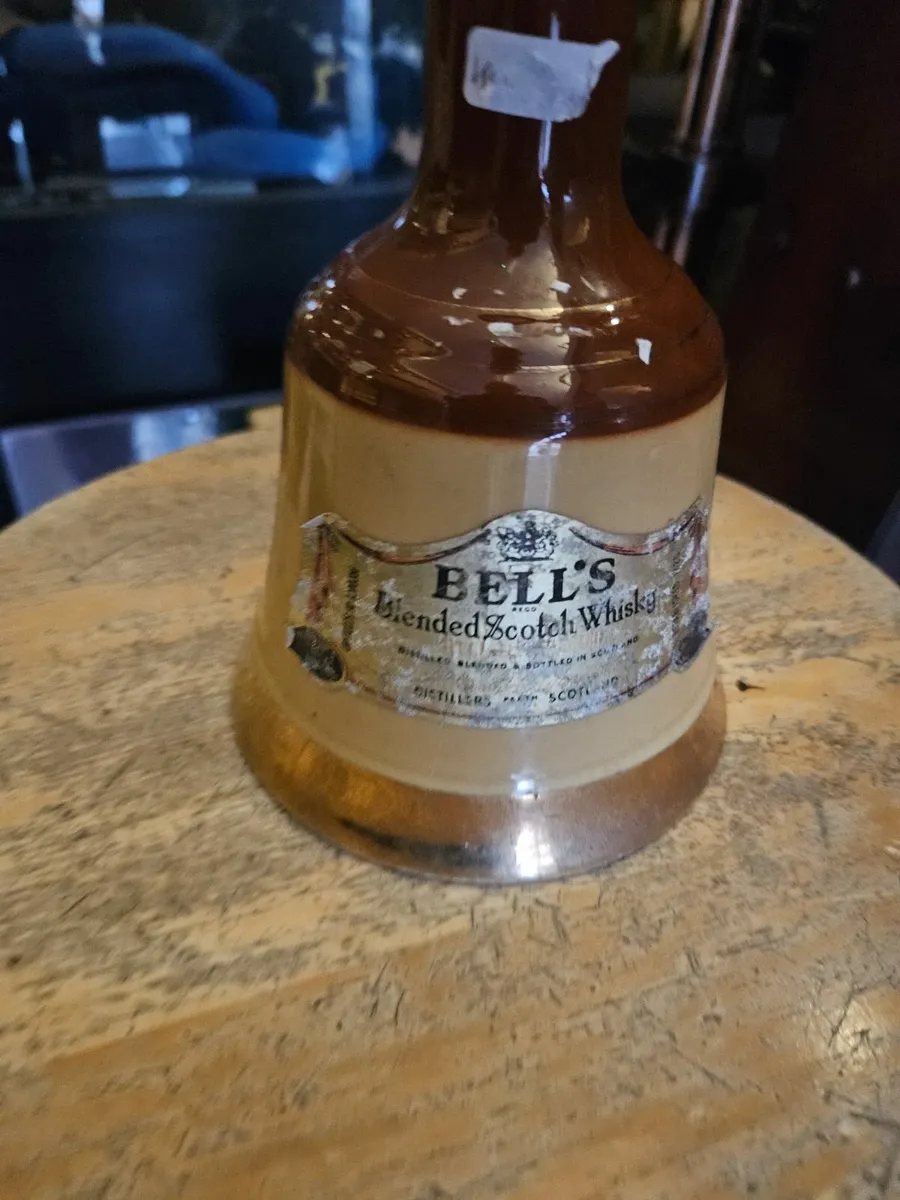 BELL'S
REGD
Blended Scotch Whisky
DISTILLED BLENDED & BOTTLED IN SCOTLAND
DISTILLERS PERTH SCOTLAND